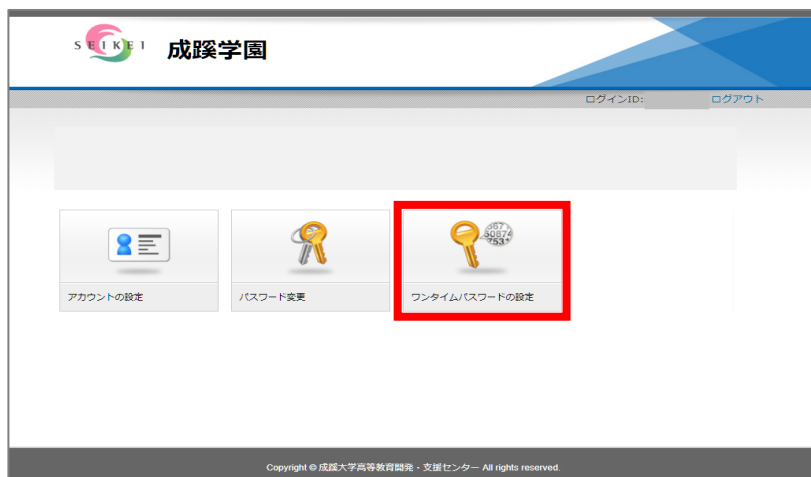 SEIKEI 成蹊学園
ログインID: ログアウト
アカウントの設定
パスワード変更
ワンタイムパスワードの設定
Copyright © 成蹊大学高等教育開発・支援センター All rights reserved.